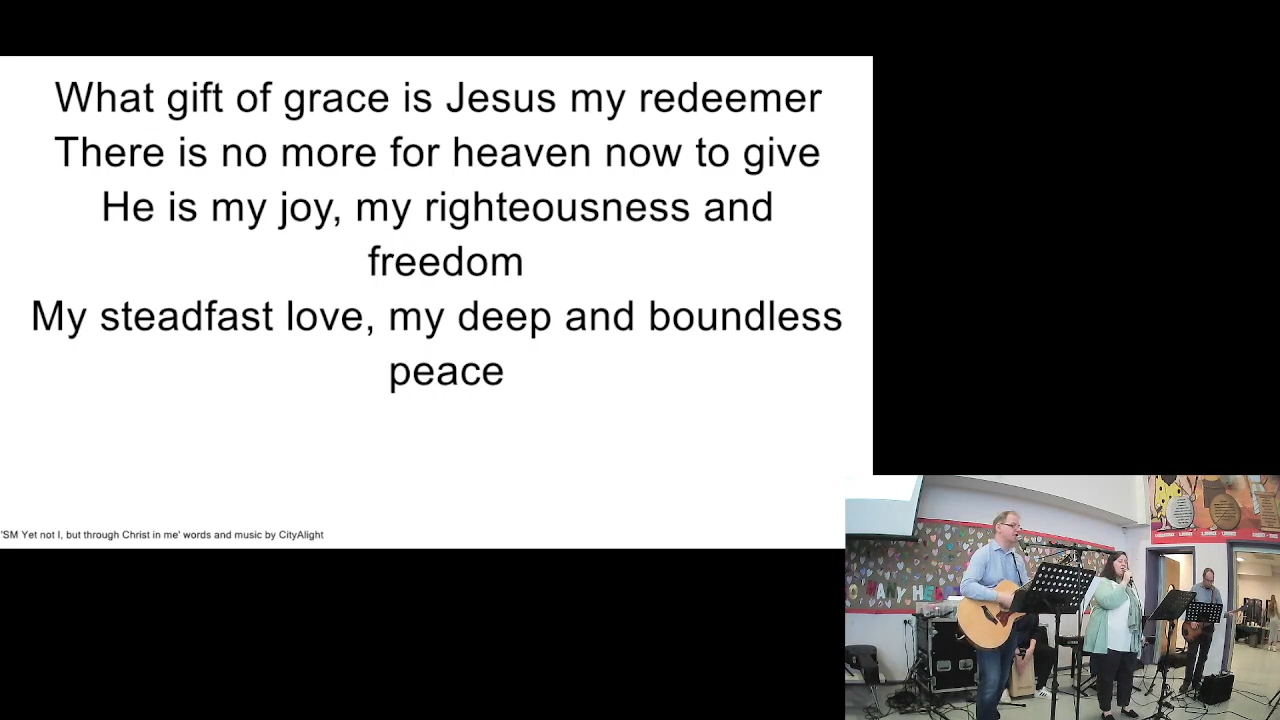 What gift of grace is Jesus my redeemer
There is no more for heaven now to give
He is my joy, my righteousness and
freedom
My steadfast love, my deep and boundless
peace
'SM Yet not I, but through Christ in me' words and music by CityAlight
O MANY HE